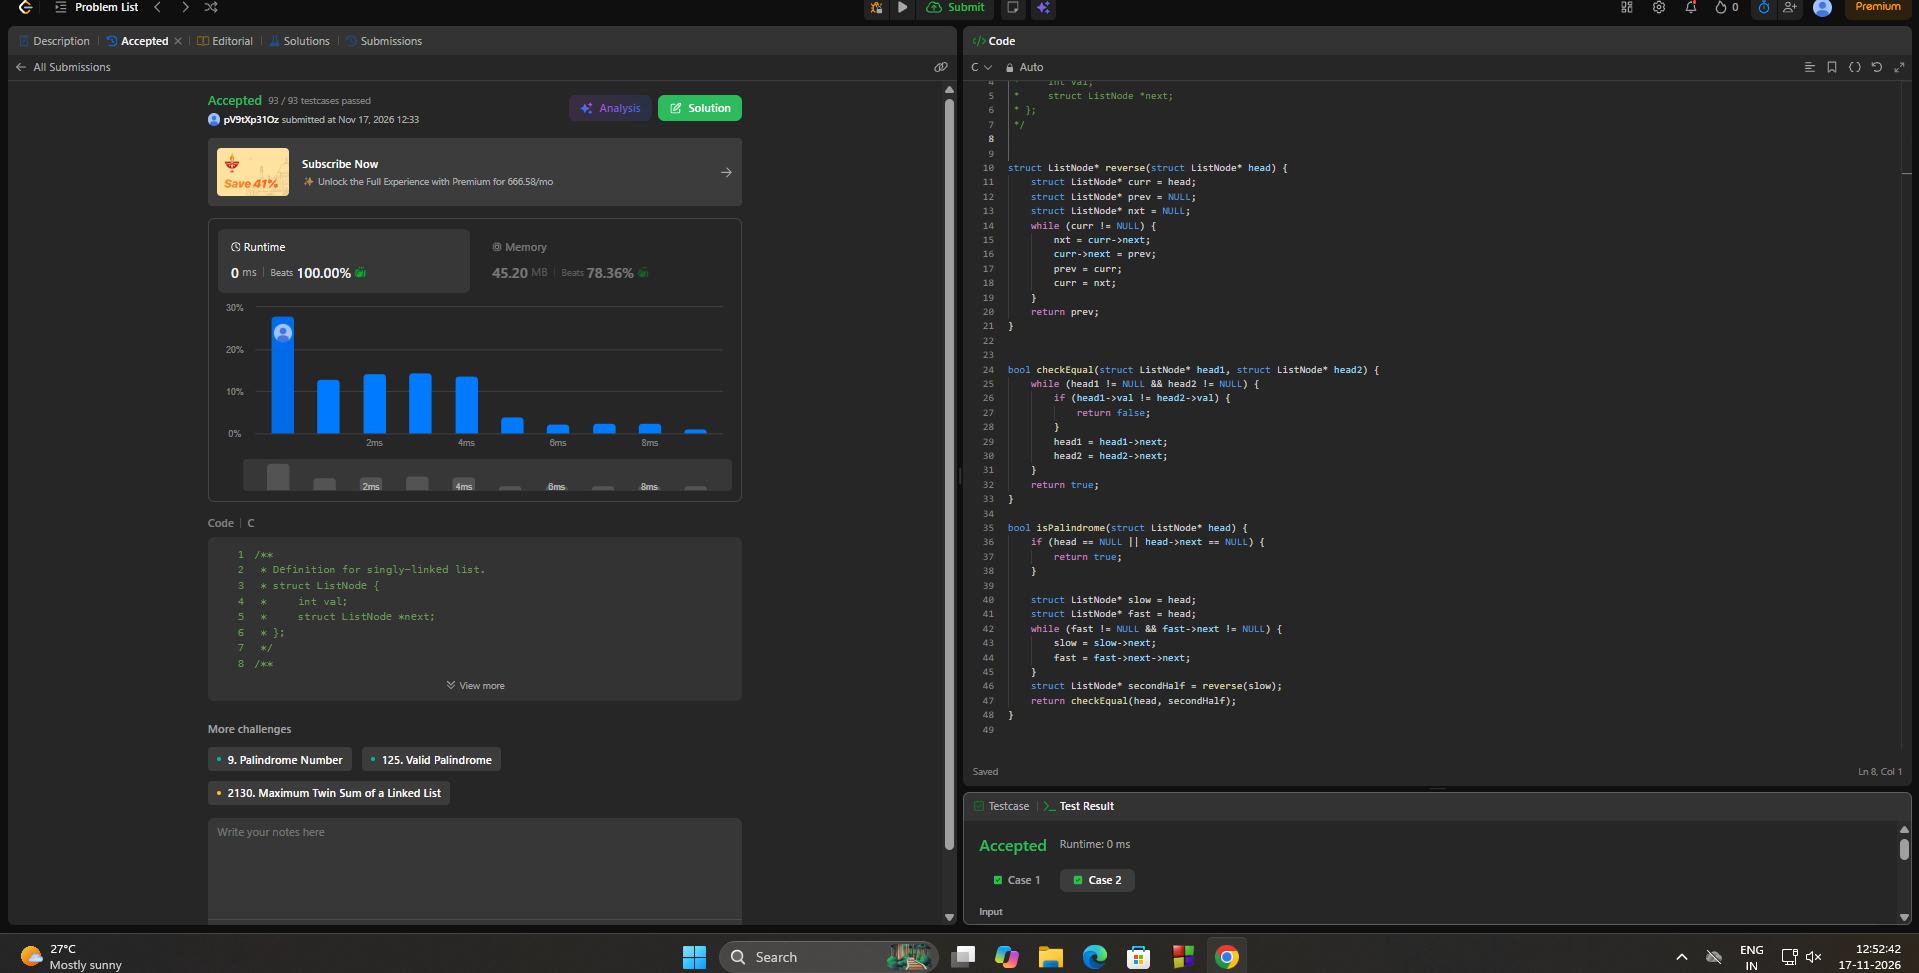 Problem List
Submit
0
Premium
Description
Accepted
Editorial
Solutions
Submissions
All Submissions
Accepted 93 / 93 testcases passed
pV9tXp31Oz submitted at Nov 17, 2026 12:33
Analysis
Solution
Save 41%
Subscribe Now
✨ Unlock the Full Experience with Premium for 666.58/mo
Runtime
0 ms | Beats 100.00%
Memory
45.20 MB | Beats 78.36%
30%
20%
10%
0%
2ms 4ms 6ms 8ms
2ms 4ms 6ms 8ms
Code | C
1 /**
2 * Definition for singly-linked list.
3 * struct ListNode {
4 *     int val;
5 *     struct ListNode *next;
6 * };
7 */
8 /**
View more
More challenges
9. Palindrome Number
125. Valid Palindrome
2130. Maximum Twin Sum of a Linked List
Write your notes here
Code
C
Auto
4 *     int val;
5 *     struct ListNode *next;
6 * };
7 */
8
9
10 struct ListNode* reverse(struct ListNode* head) {
11     struct ListNode* curr = head;
12     struct ListNode* prev = NULL;
13     struct ListNode* nxt = NULL;
14     while (curr != NULL) {
15         nxt = curr->next;
16         curr->next = prev;
17         prev = curr;
18         curr = nxt;
19     }
20     return prev;
21 }
22
23
24 bool checkEqual(struct ListNode* head1, struct ListNode* head2) {
25     while (head1 != NULL && head2 != NULL) {
26         if (head1->val != head2->val) {
27             return false;
28         }
29         head1 = head1->next;
30         head2 = head2->next;
31     }
32     return true;
33 }
34
35 bool isPalindrome(struct ListNode* head) {
36     if (head == NULL || head->next == NULL) {
37         return true;
38     }
39
40     struct ListNode* slow = head;
41     struct ListNode* fast = head;
42     while (fast != NULL && fast->next != NULL) {
43         slow = slow->next;
44         fast = fast->next->next;
45     }
46     struct ListNode* secondHalf = reverse(slow);
47     return checkEqual(head, secondHalf);
48 }
49
Saved
Ln 8, Col 1
Testcase
Test Result
Accepted Runtime: 0 ms
Case 1
Case 2
Input
27°C
Mostly sunny
Search
ENG
IN
12:52:42
17-11-2026